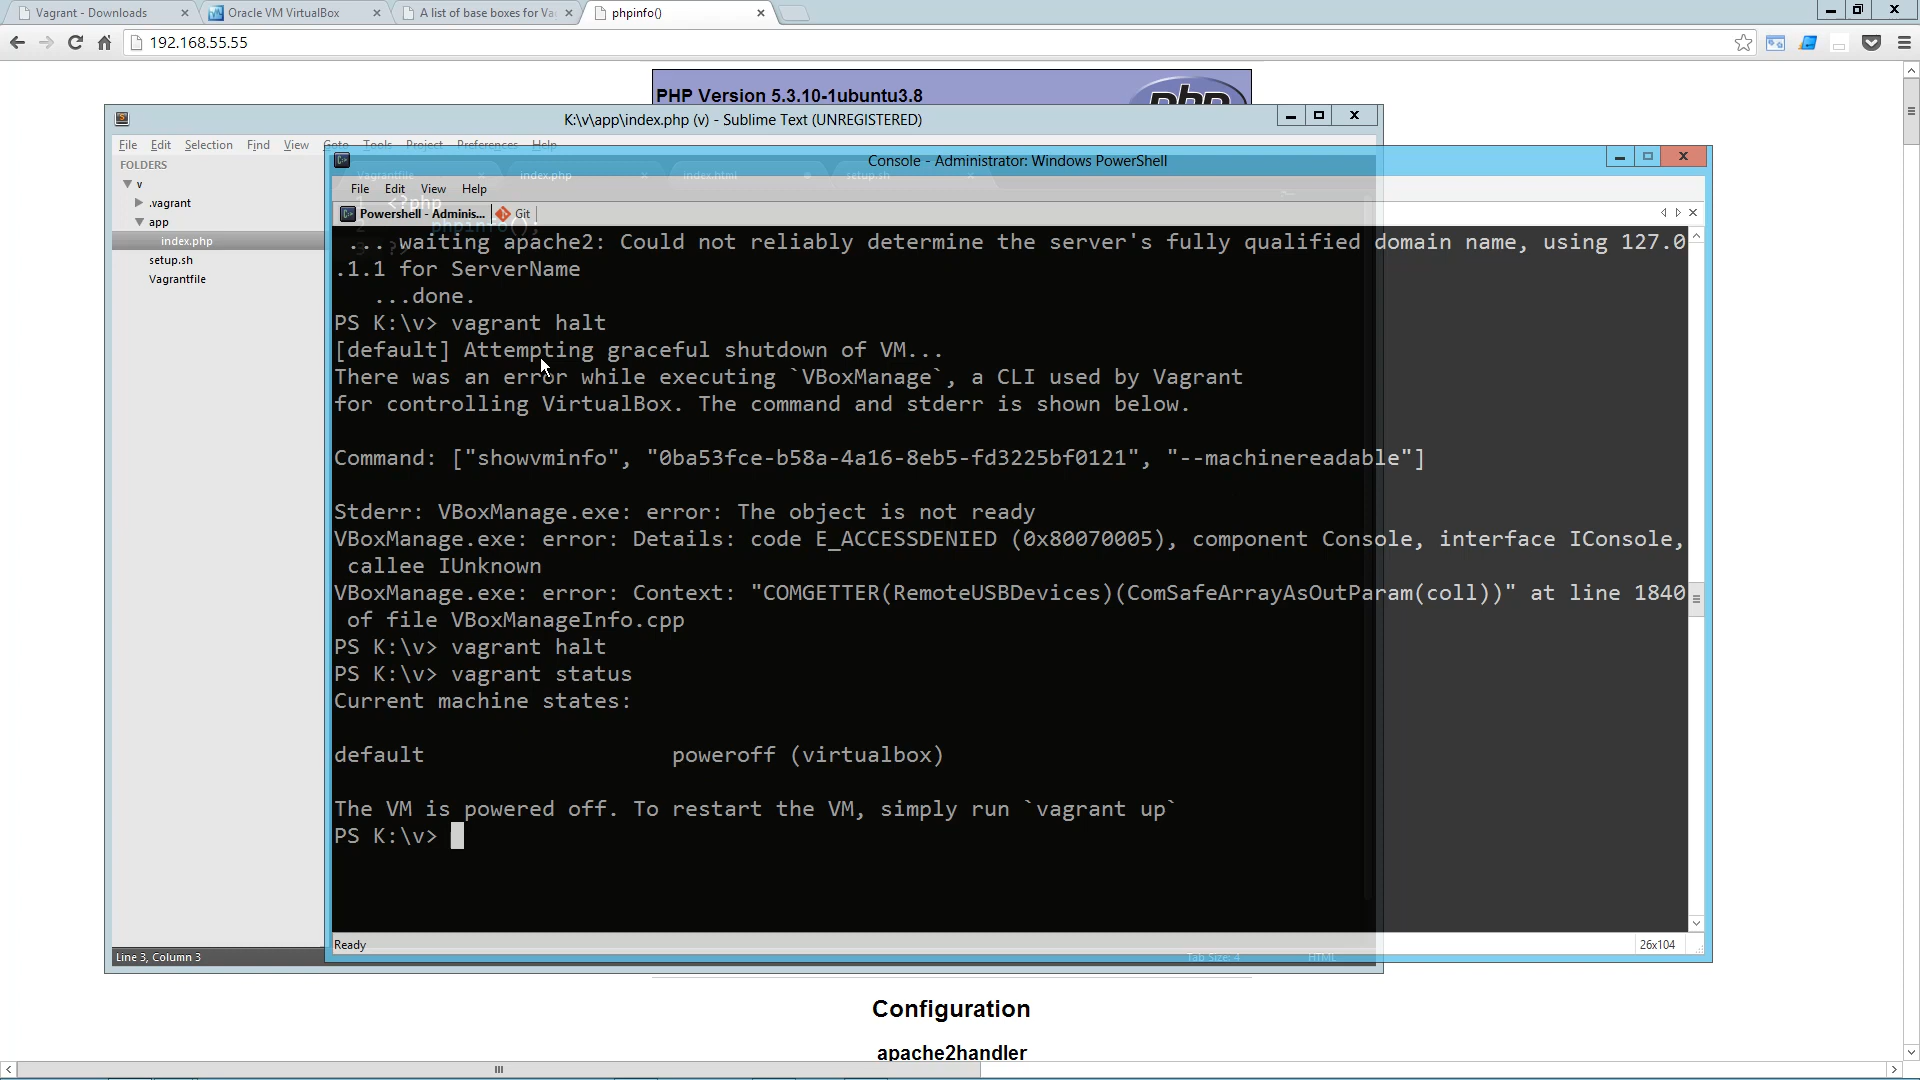 Vagrant - Downloads
Oracle VM VirtualBox
A list of base boxes for Va
phpinfo()
192.168.55.55
PHP Version 5.3.10-1ubuntu3.8
php
K:\v\app\index.php (v) - Sublime Text (UNREGISTERED)
File Edit Selection Find View Goto Tools Project Preferences Help
FOLDERS
v
.vagrant
app
index.php
setup.sh
Vagrantfile
Line 3, Column 3
Tab Size: 4
HTML
Vagrantfile
index.php
index.html
setup.sh
1 <?php
2 phpinfo();
3 ?>
Console - Administrator: Windows PowerShell
File Edit View Help
Powershell - Adminis...
Git
... waiting apache2: Could not reliably determine the server's fully qualified domain name, using 127.0
.1.1 for ServerName
...done.
PS K:\v> vagrant halt
[default] Attempting graceful shutdown of VM...
There was an error while executing `VBoxManage`, a CLI used by Vagrant
for controlling VirtualBox. The command and stderr is shown below.
Command: ["showvminfo", "0ba53fce-b58a-4a16-8eb5-fd3225bf0121", "--machinereadable"]
Stderr: VBoxManage.exe: error: The object is not ready
VBoxManage.exe: error: Details: code E_ACCESSDENIED (0x80070005), component Console, interface IConsole,
callee IUnknown
VBoxManage.exe: error: Context: "COMGETTER(RemoteUSBDevices)(ComSafeArrayAsOutParam(coll))" at line 1840
of file VBoxManageInfo.cpp
PS K:\v> vagrant halt
PS K:\v> vagrant status
Current machine states:
default poweroff (virtualbox)
The VM is powered off. To restart the VM, simply run `vagrant up`
PS K:\v>
Ready
26x104
Configuration
apache2handler